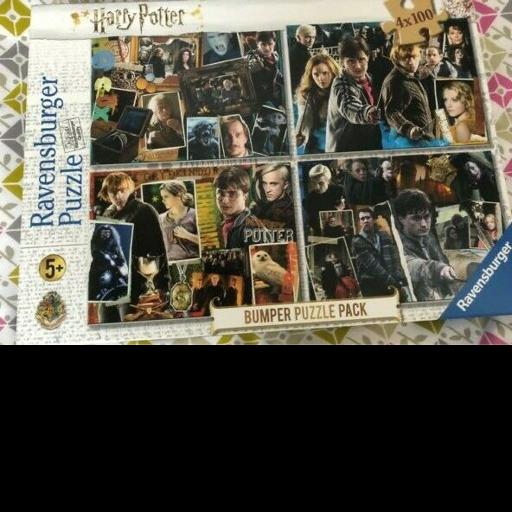 Harry Potter
4x100
Ravensburger
Puzzle
5+
POTTER
BUMPER PUZZLE PACK
Ravensburger